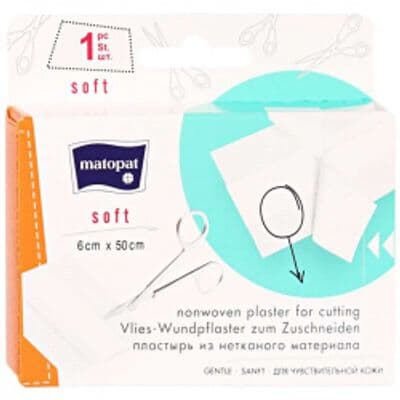 1 pc
St.
шт.
soft
matopat
soft
6cm x 50cm
nonwoven plaster for cutting
Vlies-Wundpflaster zum Zuschneiden
пластырь из нетканого материала
GENTLE · SANFT · ДЛЯ ЧУВСТВИТЕЛЬНОЙ КОЖИ